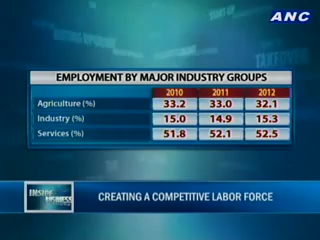 ANC
EMPLOYMENT BY MAJOR INDUSTRY GROUPS
2010 2011 2012
Agriculture (%) 33.2 33.0 32.1
Industry (%) 15.0 14.9 15.3
Services (%) 51.8 52.1 52.5
INSIDE BUSINESS CREATING A COMPETITIVE LABOR FORCE